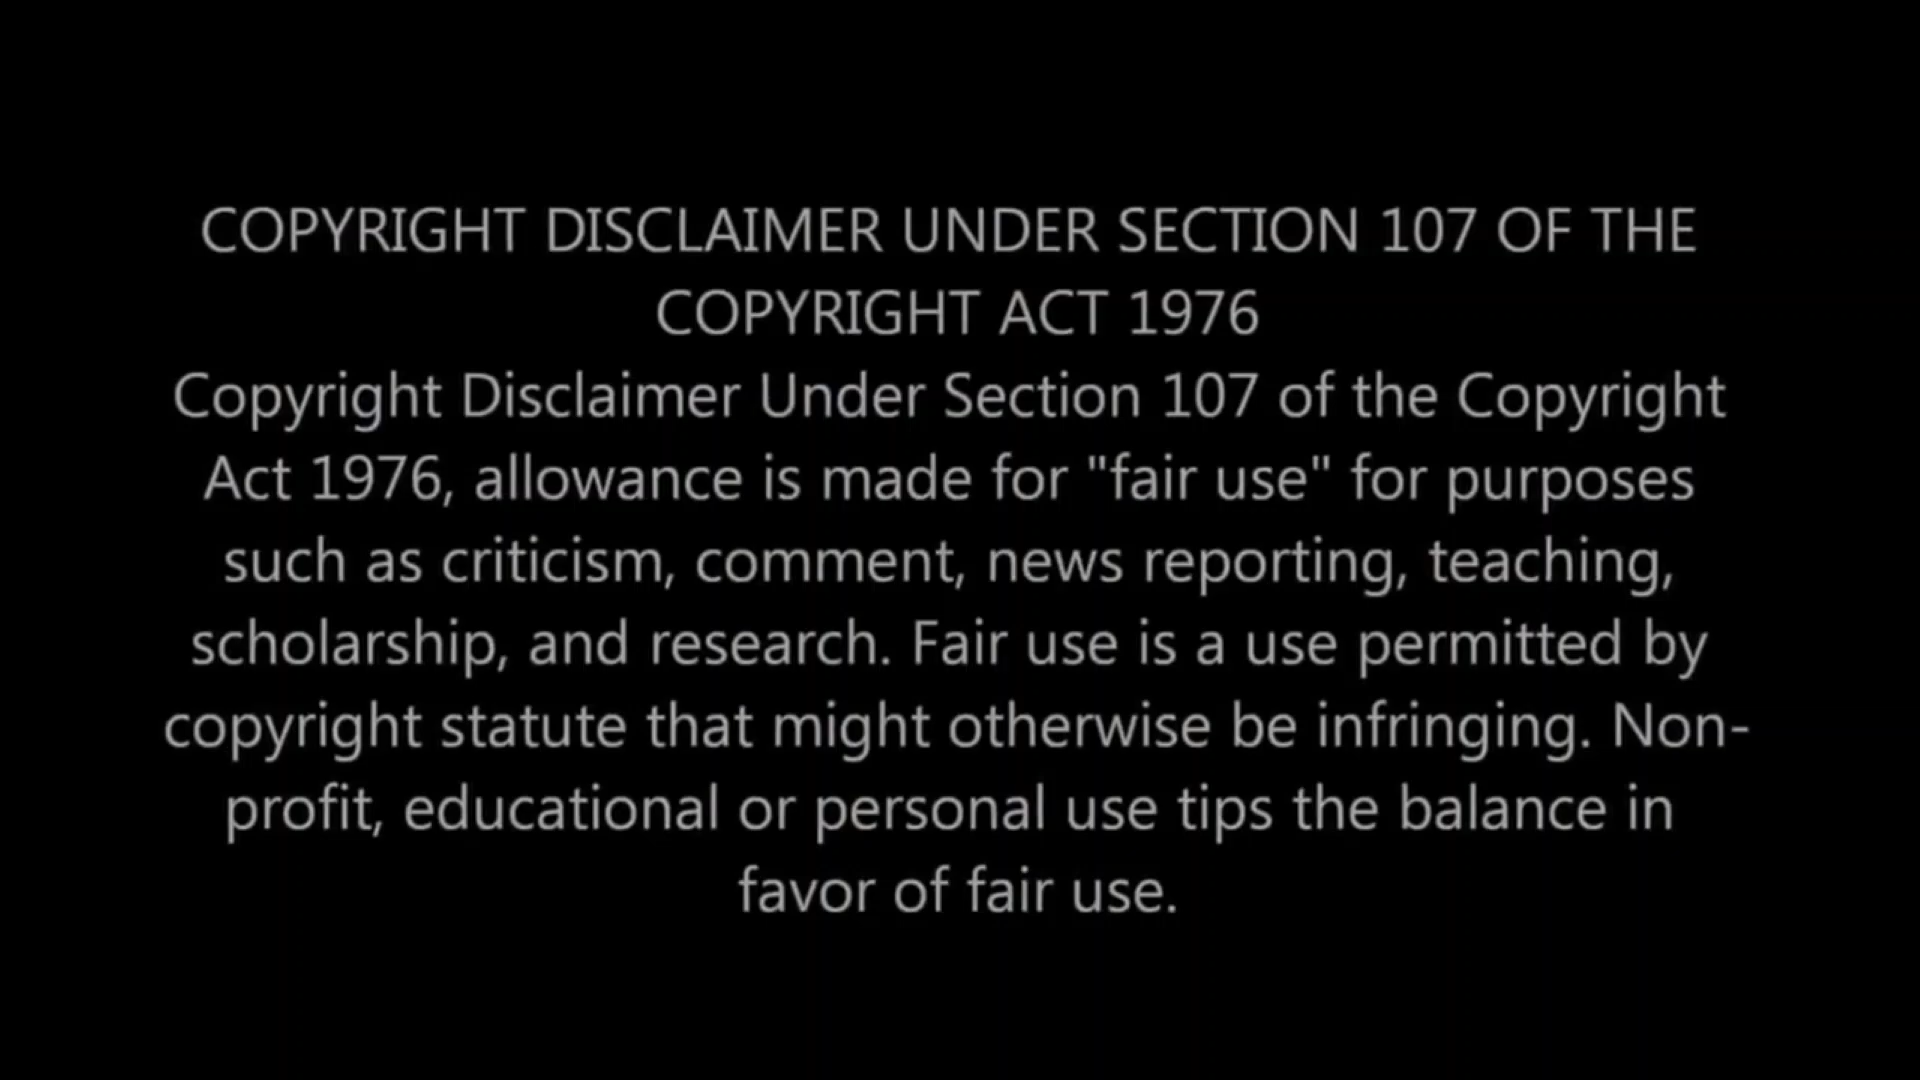 COPYRIGHT DISCLAIMER UNDER SECTION 107 OF THE
COPYRIGHT ACT 1976
Copyright Disclaimer Under Section 107 of the Copyright
Act 1976, allowance is made for "fair use" for purposes
such as criticism, comment, news reporting, teaching,
scholarship, and research. Fair use is a use permitted by
copyright statute that might otherwise be infringing. Non-
profit, educational or personal use tips the balance in
favor of fair use.